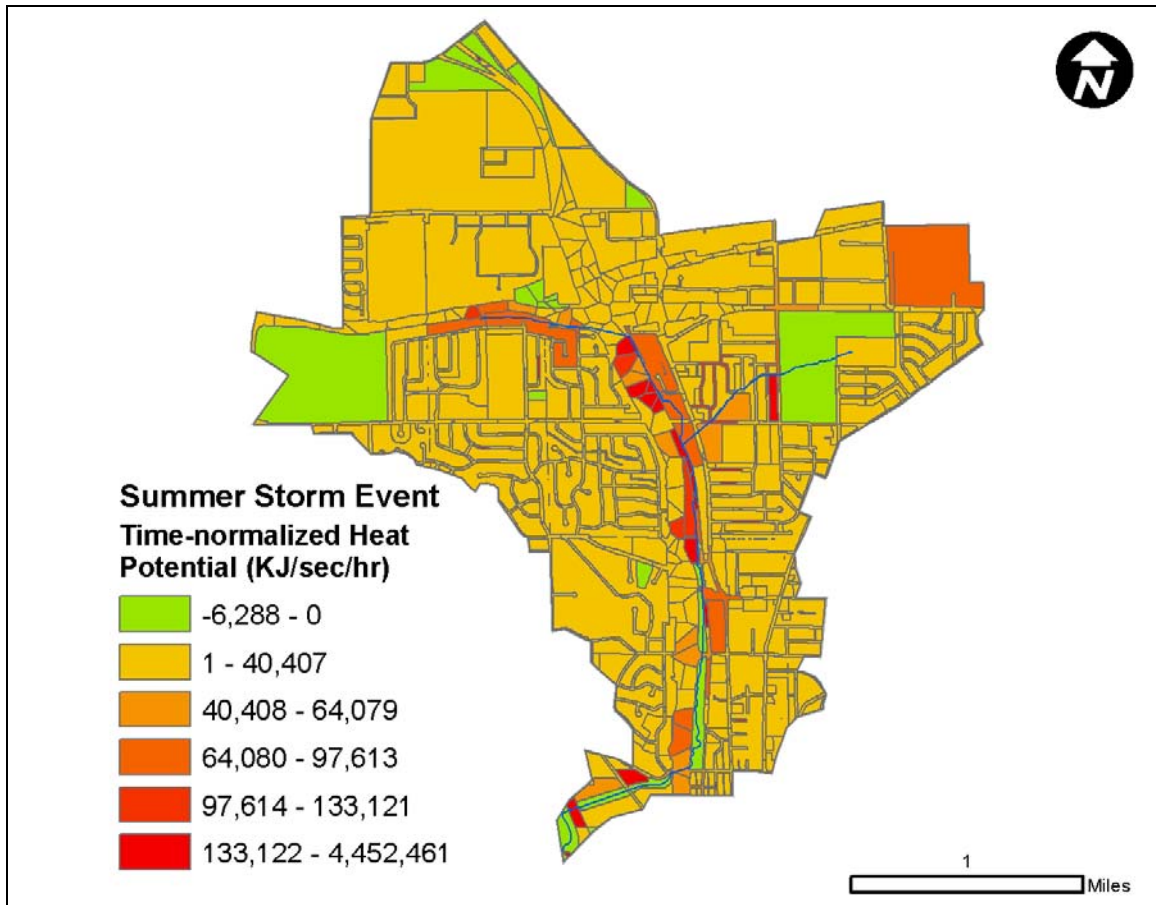 N
Summer Storm Event
Time-normalized Heat
Potential (KJ/sec/hr)
-6,288 - 0
1 - 40,407
40,408 - 64,079
64,080 - 97,613
97,614 - 133,121
133,122 - 4,452,461
1
Miles